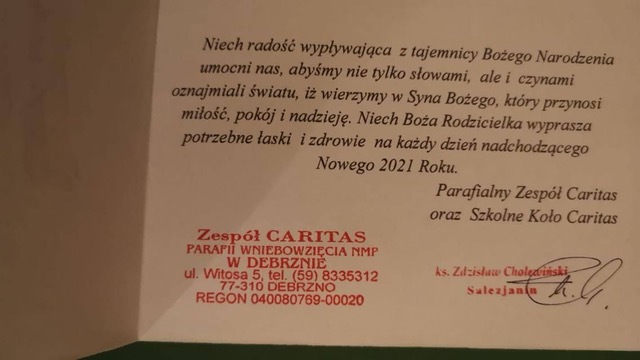 Niech radość wypływająca z tajemnicy Bożego Narodzenia
umocni nas, abyśmy nie tylko słowami, ale i czynami
oznajmiali światu, iż wierzymy w Syna Bożego, który przynosi
miłość, pokój i nadzieję. Niech Boża Rodzicielka wyprasza
potrzebne łaski i zdrowie na każdy dzień nadchodzącego
Nowego 2021 Roku.
Parafialny Zespół Caritas
oraz Szkolne Koło Caritas
Zespół CARITAS
PARAFII WNIEBOWZIĘCIA NMP
W DEBRZNIE
ul. Witosa 5, tel. (59) 8335312
77-310 DEBRZNO
REGON 040080769-00020
ks. Zdzisław Cholewiński
Salezjanin